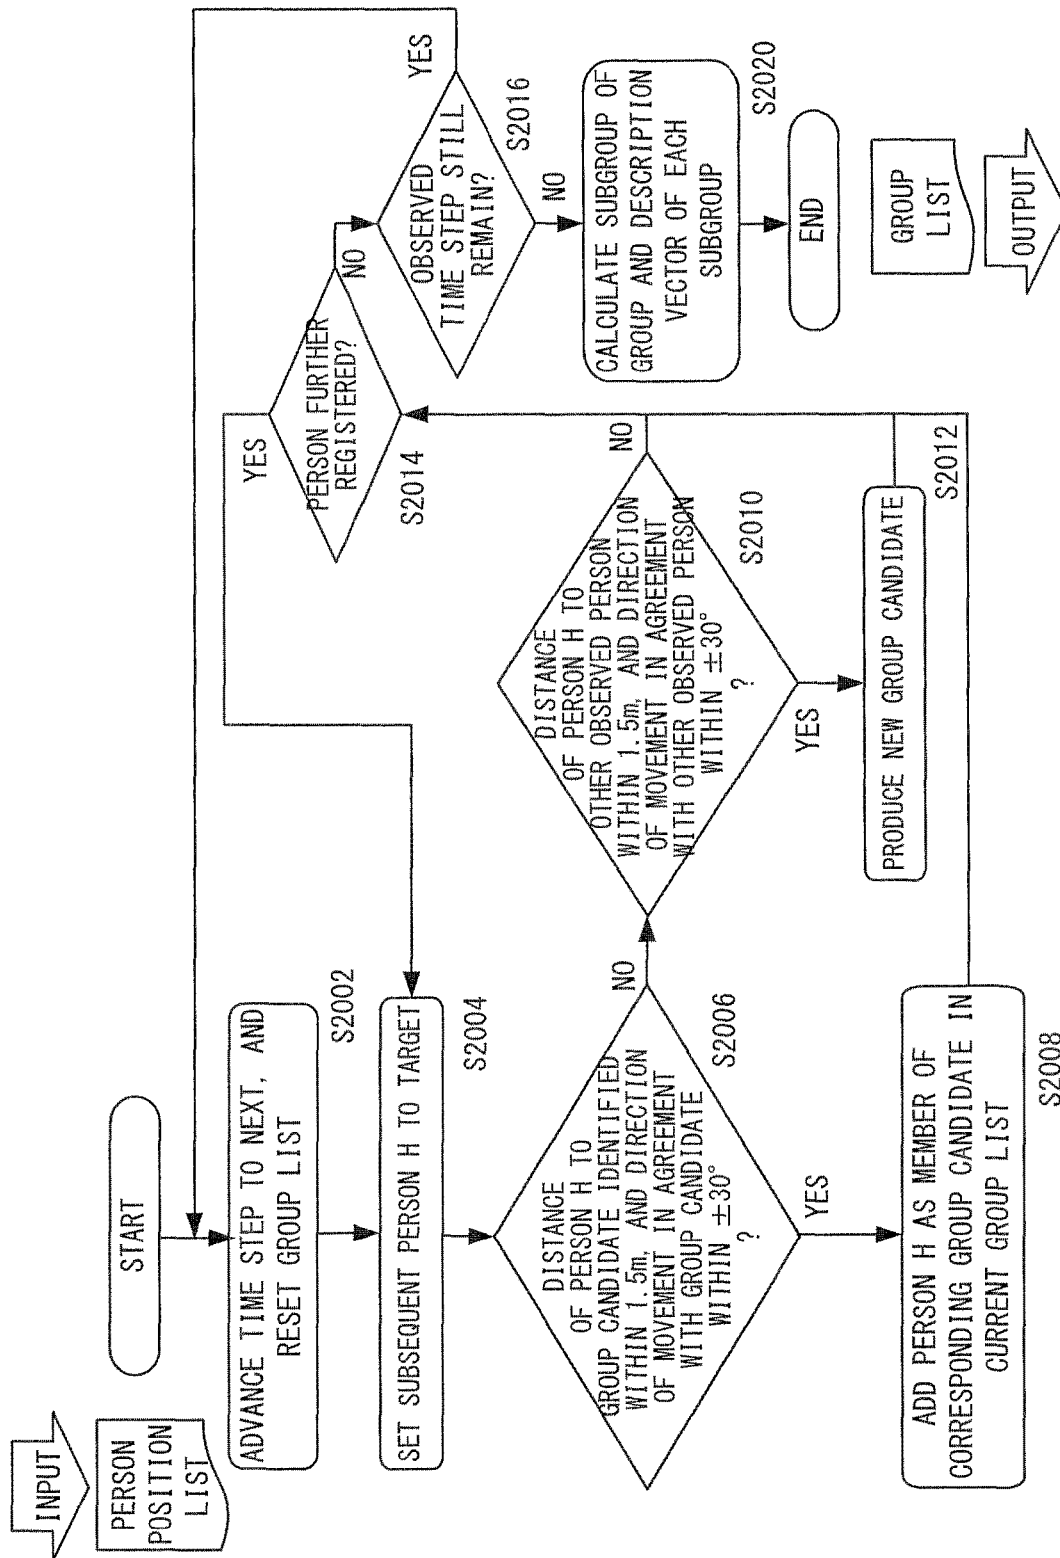 INPUT
PERSON
POSITION
LIST
START
ADVANCE TIME STEP TO NEXT, AND
RESET GROUP LIST
S2002
SET SUBSEQUENT PERSON H TO TARGET
S2004
DISTANCE
OF PERSON H TO
GROUP CANDIDATE IDENTIFIED
WITHIN 1.5m, AND DIRECTION
OF MOVEMENT IN AGREEMENT
WITH GROUP CANDIDATE
WITHIN ±30°
?
S2006
NO
YES
ADD PERSON H AS MEMBER OF
CORRESPONDING GROUP CANDIDATE IN
CURRENT GROUP LIST
S2008
DISTANCE
OF PERSON H TO
OTHER OBSERVED PERSON
WITHIN 1.5m, AND DIRECTION
OF MOVEMENT IN AGREEMENT
WITH OTHER OBSERVED PERSON
WITHIN ±30°
?
S2010
NO
YES
PRODUCE NEW GROUP CANDIDATE
S2012
PERSON FURTHER
REGISTERED?
S2014
YES
NO
OBSERVED
TIME STEP STILL
REMAIN?
S2016
YES
NO
CALCULATE SUBGROUP OF
GROUP AND DESCRIPTION
VECTOR OF EACH
SUBGROUP
S2020
END
GROUP
LIST
OUTPUT